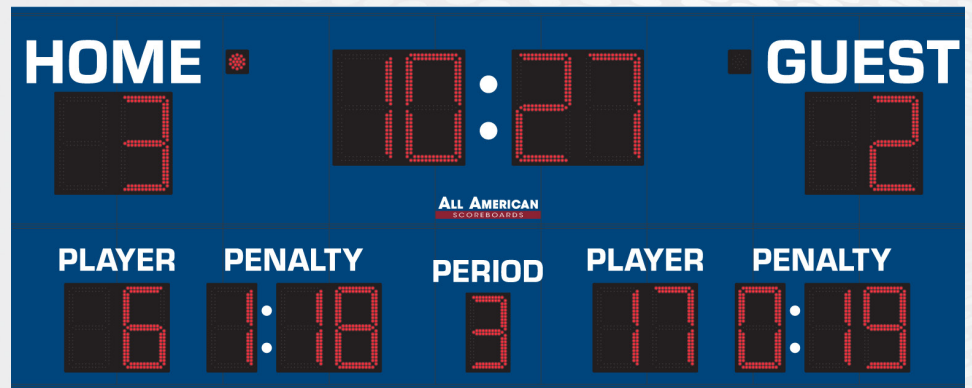 HOME 10:27 GUEST
3 2
ALL AMERICAN
SCOREBOARDS
PLAYER PENALTY PERIOD PLAYER PENALTY
6 1:18 3 17 0:19